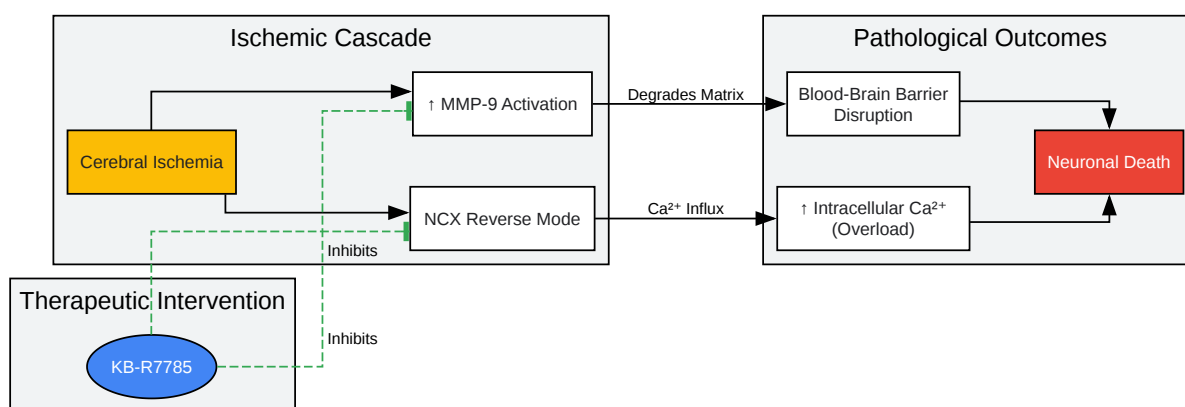 Ischemic Cascade
Pathological Outcomes
↑ MMP-9 Activation
Degrades Matrix
Blood-Brain Barrier
Disruption
Cerebral Ischemia
Neuronal Death
NCX Reverse Mode
Ca²⁺ Influx
↑ Intracellular Ca²⁺
(Overload)
Inhibits
Therapeutic Intervention
Inhibits
KB-R7785